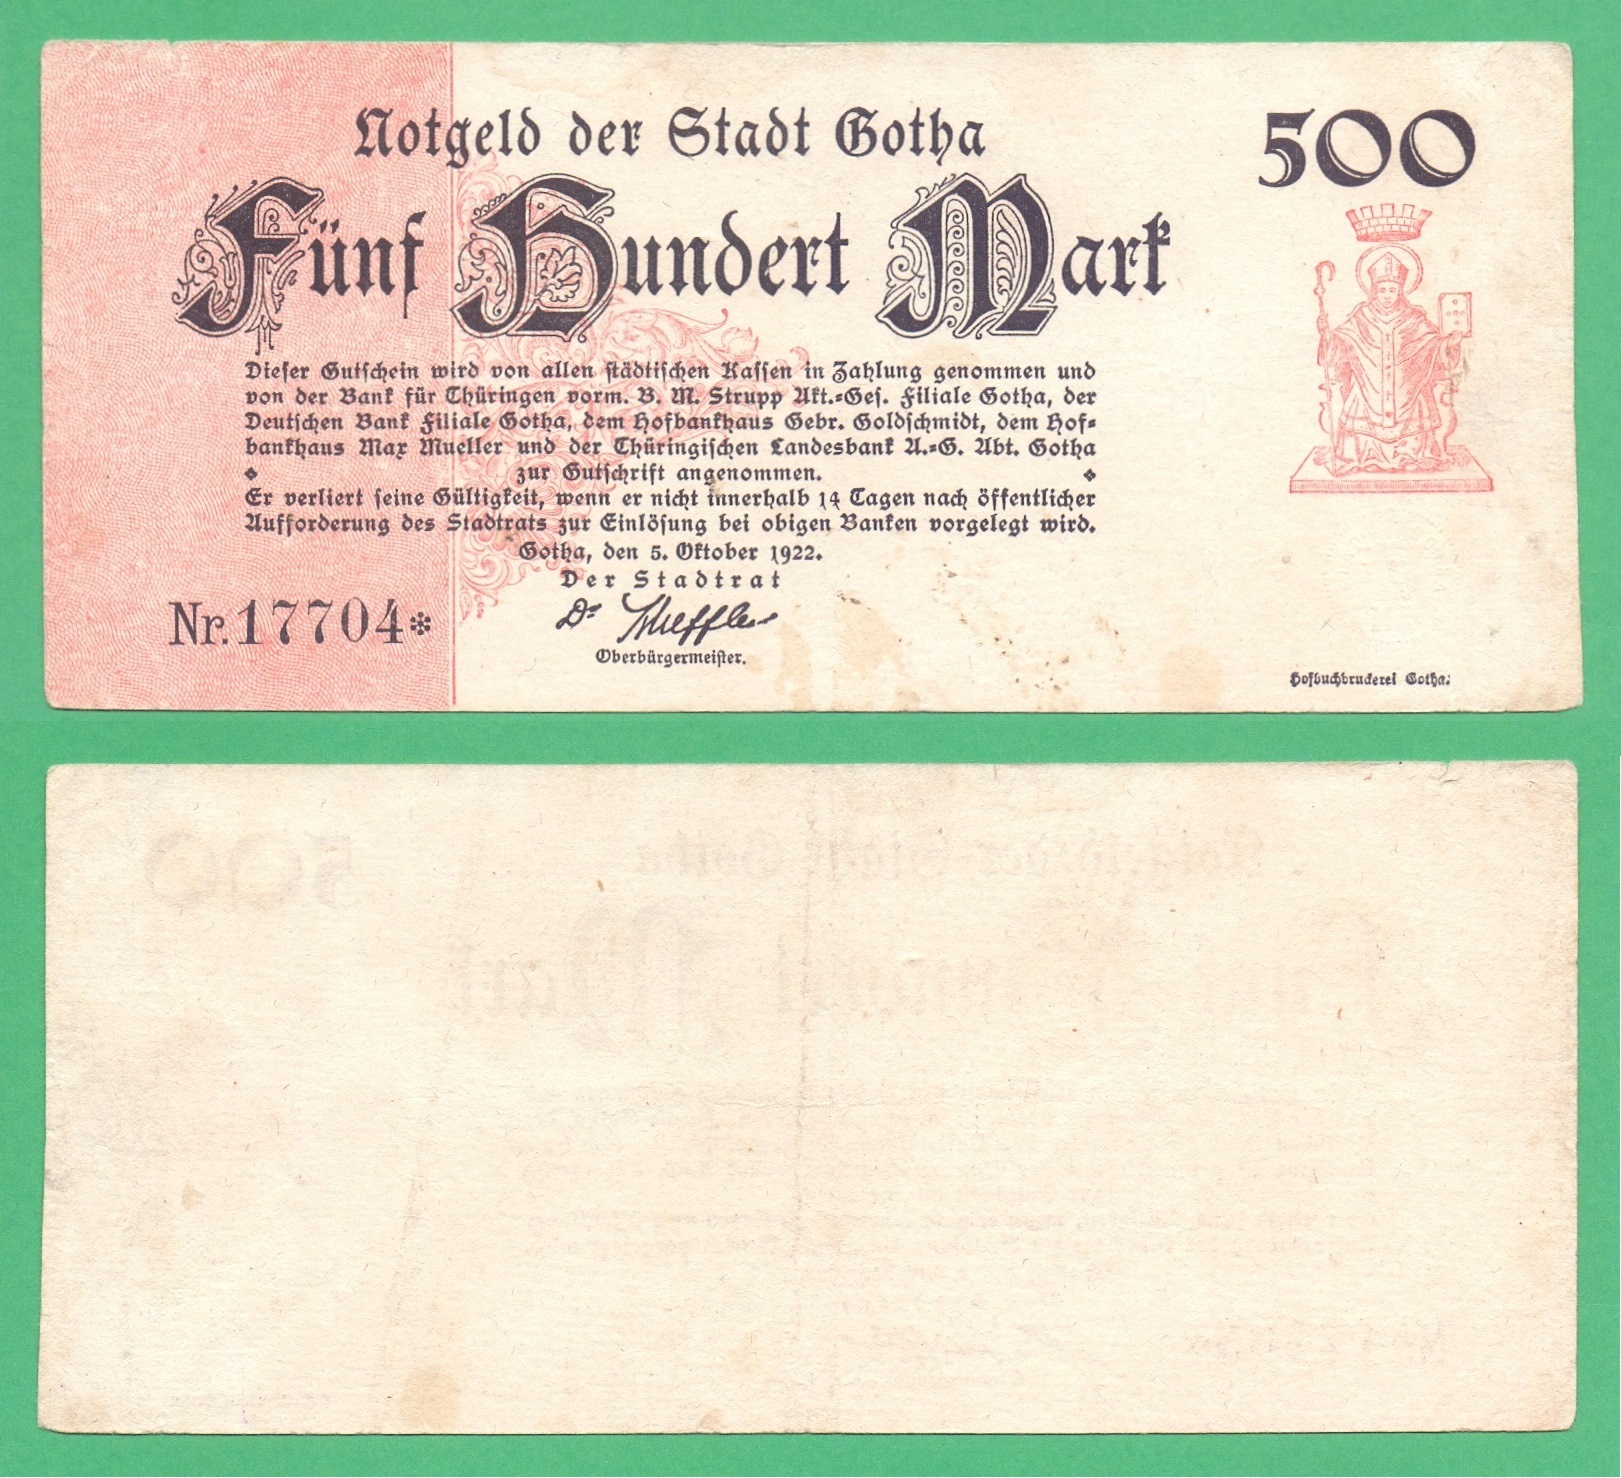 Notgeld der Stadt Gotha
500
Fünf Hundert Mark
Dieser Gutschein wird von allen städtischen Kassen in Zahlung genommen und
von der Bank für Thüringen vorm. B. M. Strupp Akt.=Ges. Filiale Gotha, der
Deutschen Bank Filiale Gotha, dem Hofbankhaus Gebr. Goldschmidt, dem Hof=
bankhaus Max Mueller und der Thüringischen Landesbank A.=G. Abt. Gotha
zur Gutschrift angenommen.
Er verliert seine Gültigkeit, wenn er nicht innerhalb 14 Tagen nach öffentlicher
Aufforderung des Stadtrats zur Einlösung bei obigen Banken vorgelegt wird.
Gotha, den 5. Oktober 1922.
Der Stadtrat
Nr. 17704*
Dr Scheffler
Oberbürgermeister.
Hofbuchdruckerei Gotha.